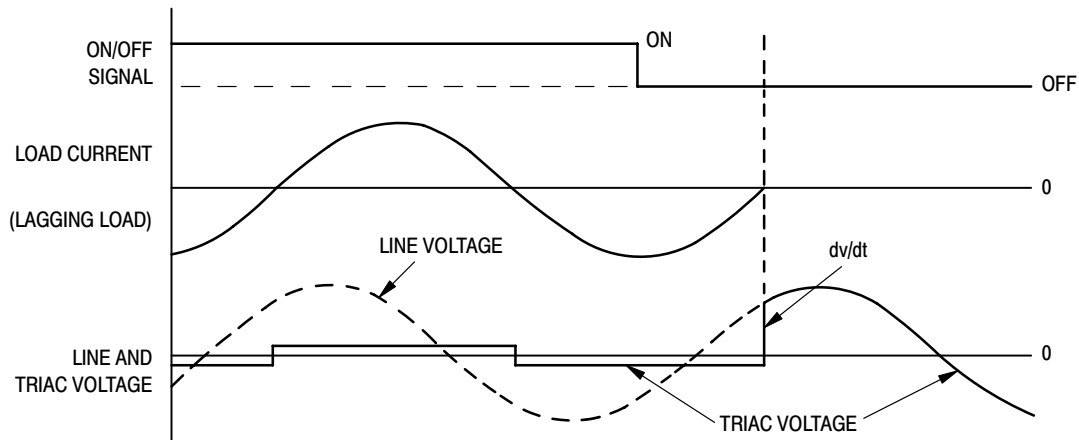 ON/OFF
SIGNAL
ON
OFF
LOAD CURRENT
0
(LAGGING LOAD)
LINE VOLTAGE
dv/dt
LINE AND
TRIAC VOLTAGE
0
TRIAC VOLTAGE